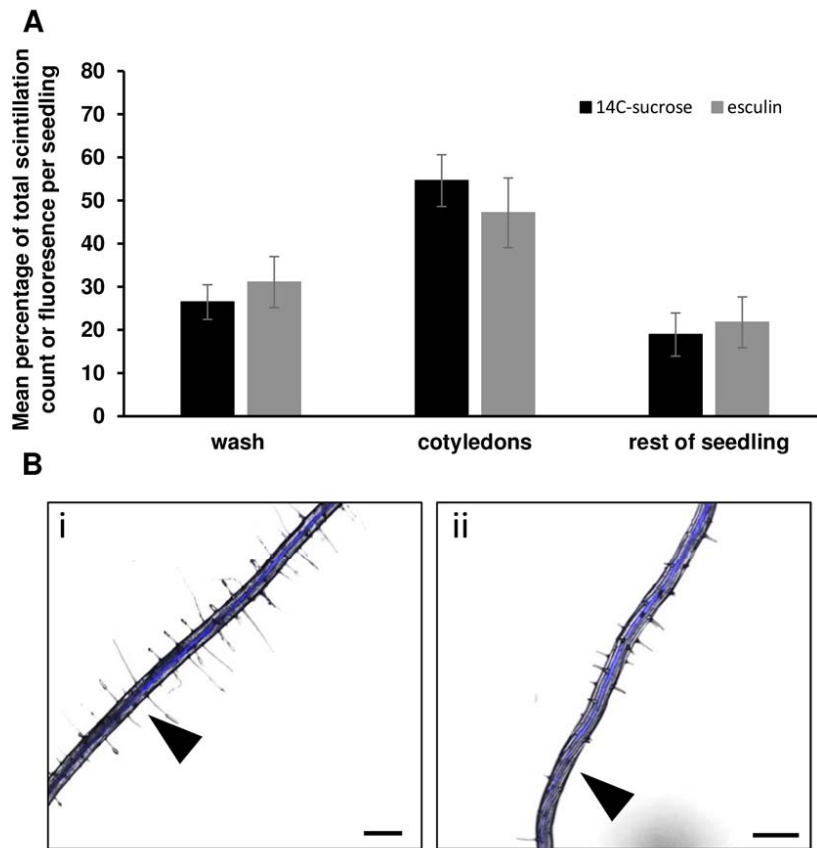 A
Mean percentage of total scintillation
count or fluoresence per seedling
80
70
60
50
40
30
20
10
0
14C-sucrose
esculin
wash
cotyledons
rest of seedling
B
i
ii